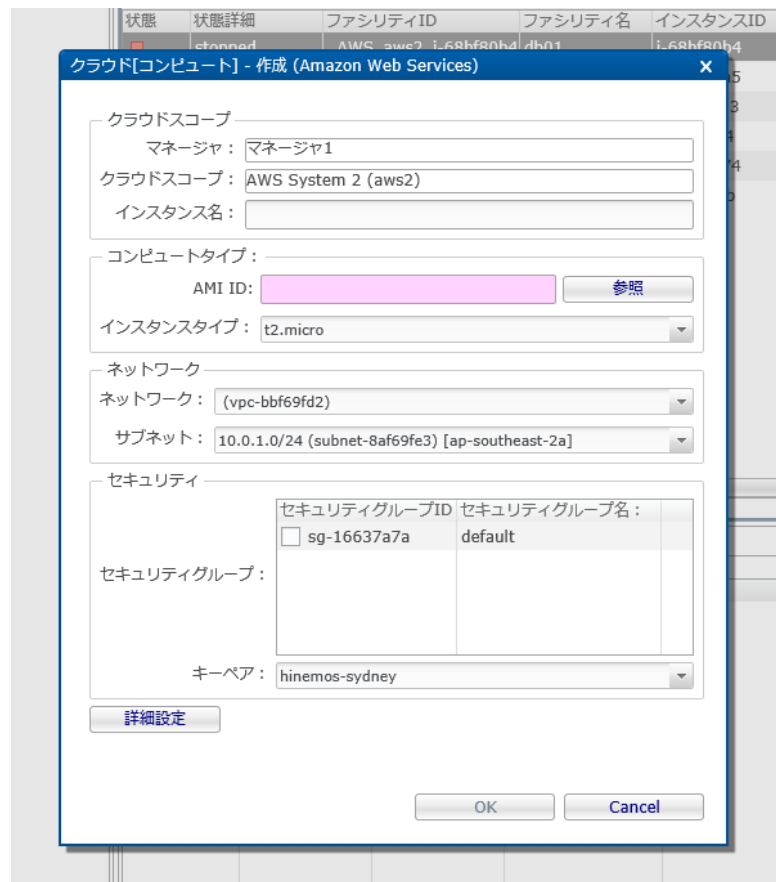 状態 状態詳細 ファシリティID ファシリティ名 インスタンスID
stopped _AWS_aws2_i-68bf80b4 db01 i-68bf80b4
クラウド[コンピュート] - 作成 (Amazon Web Services) x
クラウドスコープ
マネージャ： マネージャ1
クラウドスコープ： AWS System 2 (aws2)
インスタンス名：
コンピュートタイプ：
AMI ID: 参照
インスタンスタイプ： t2.micro
ネットワーク
ネットワーク： (vpc-bbf69fd2)
サブネット： 10.0.1.0/24 (subnet-8af69fe3) [ap-southeast-2a]
セキュリティ
セキュリティグループID セキュリティグループ名：
sg-16637a7a default
セキュリティグループ：
キーペア： hinemos-sydney
詳細設定
OK Cancel